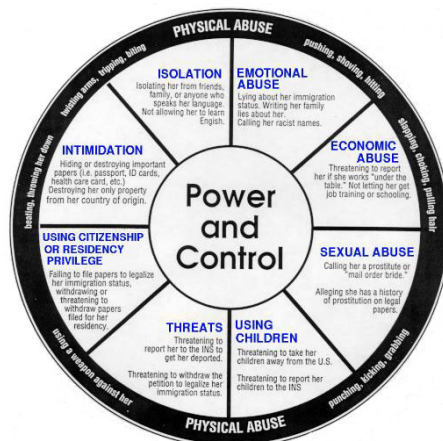 PHYSICAL ABUSE
twisting arms, tripping, biting
pushing, shoving, hitting
ISOLATION
Isolating her from friends,
family, or anyone who
speaks her language.
Not allowing her to learn
Engish.
EMOTIONAL
ABUSE
Lying about her immigration
status. Writing her family
lies about her.
Calling her racist names.
slapping, choking, pulling hair
beating, throwing her down
INTIMIDATION
Hiding or destroying important
papers (i.e. passport, ID cards,
health care card, etc.)
Destroying her only property
from her country of origin.
ECONOMIC
ABUSE
Threatening to report
her if she works "under
the table." Not letting her get
job training or schooling.
Power
and
Control
USING CITIZENSHIP
OR RESIDENCY
PRIVILEGE
Failing to file papers to legalize
her immigration status,
withdrawing or
threatening to
withdraw papers
filed for her
residency.
SEXUAL ABUSE
Calling her a prostitute or
"mail order bride."
Alleging she has a history
of prostitution on legal
papers.
THREATS
Threatening to
report her to the INS to
get her deported.
Threatening to withdraw the
petition to legalize her
immigration status.
USING
CHILDREN
Threatening to take her
children away from the U.S.
Threatening to report her
children to the INS
using a weapon against her
punching, kicking, grabbing
PHYSICAL ABUSE